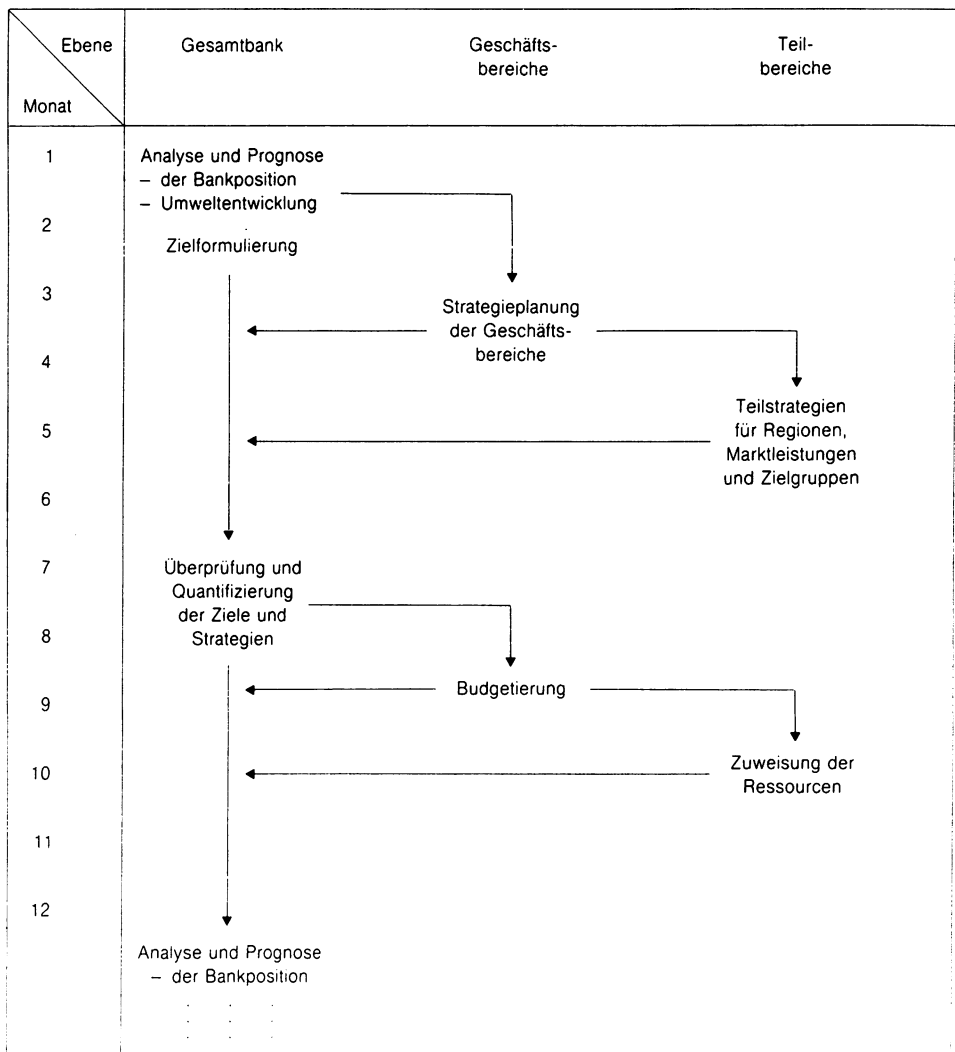 Ebene
Monat
Gesamtbank
Geschäfts-
bereiche
Teil-
bereiche
1
Analyse und Prognose
– der Bankposition
– Umweltentwicklung
2
Zielformulierung
3
Strategieplanung
der Geschäfts-
bereiche
4
Teilstrategien
für Regionen,
Marktleistungen
und Zielgruppen
5
6
7
Überprüfung und
Quantifizierung
der Ziele und
Strategien
8
Budgetierung
9
Zuweisung der
Ressourcen
10
11
12
Analyse und Prognose
– der Bankposition
. . .
. . .
. . .